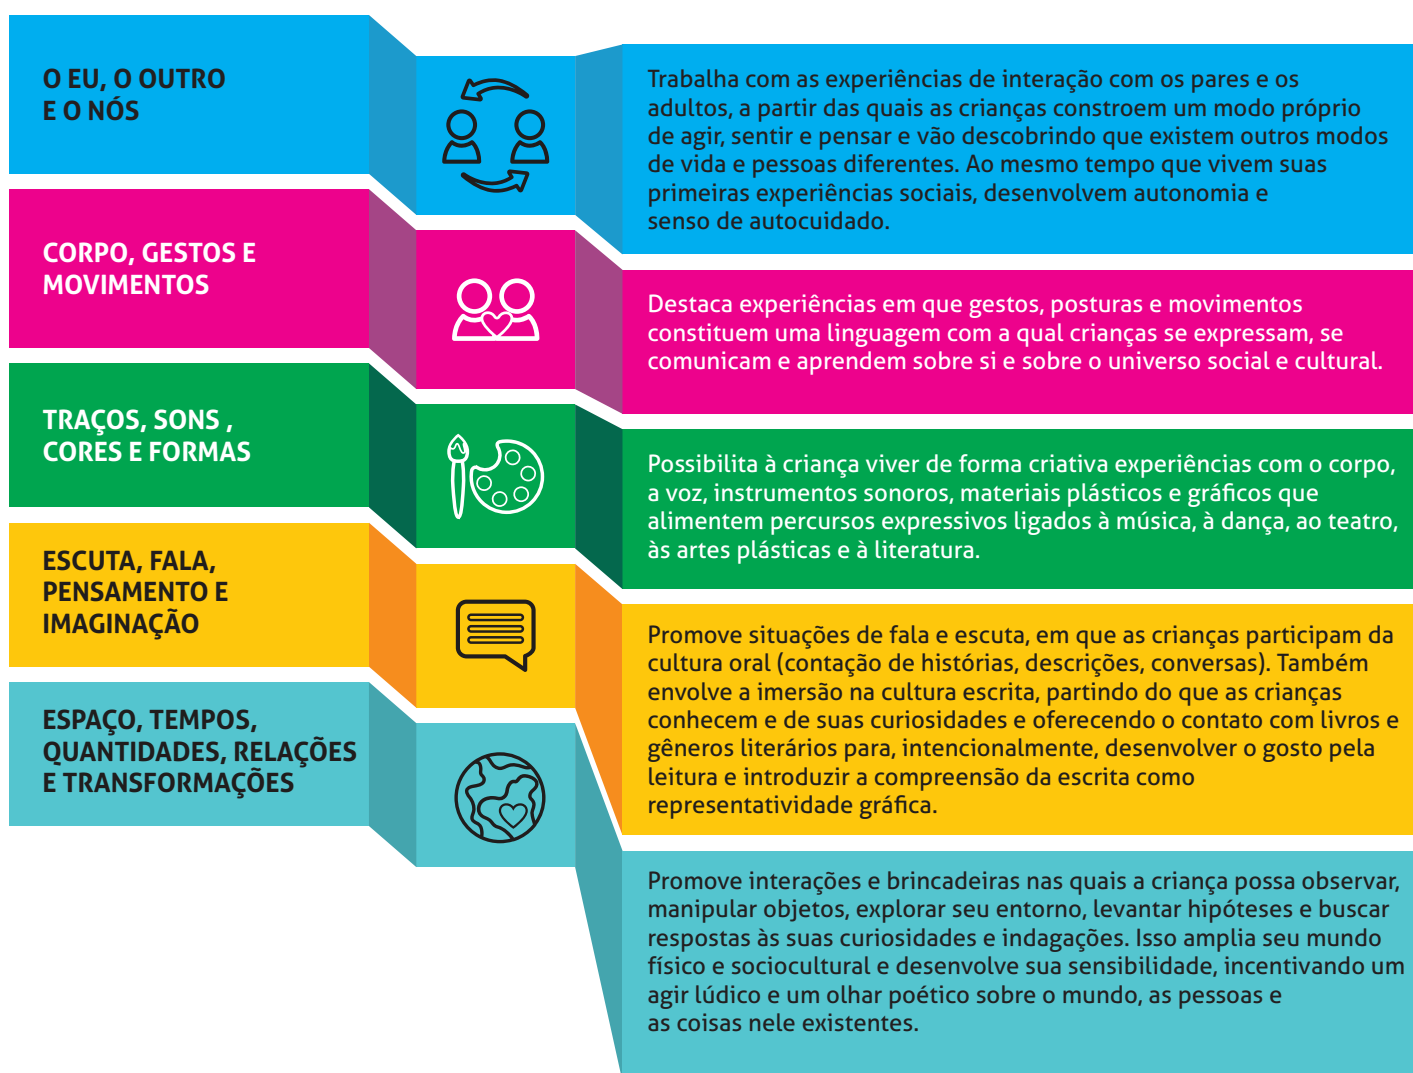 O EU, O OUTRO
E O NÓS
Trabalha com as experiências de interação com os pares e os
adultos, a partir das quais as crianças constroem um modo próprio
de agir, sentir e pensar e vão descobrindo que existem outros modos
de vida e pessoas diferentes. Ao mesmo tempo que vivem suas
primeiras experiências sociais, desenvolvem autonomia e
senso de autocuidado.
CORPO, GESTOS E
MOVIMENTOS
Destaca experiências em que gestos, posturas e movimentos
constituem uma linguagem com a qual crianças se expressam, se
comunicam e aprendem sobre si e sobre o universo social e cultural.
TRAÇOS, SONS ,
CORES E FORMAS
Possibilita à criança viver de forma criativa experiências com o corpo,
a voz, instrumentos sonoros, materiais plásticos e gráficos que
alimentem percursos expressivos ligados à música, à dança, ao teatro,
às artes plásticas e à literatura.
ESCUTA, FALA,
PENSAMENTO E
IMAGINAÇÃO
Promove situações de fala e escuta, em que as crianças participam da
cultura oral (contação de histórias, descrições, conversas). Também
envolve a imersão na cultura escrita, partindo do que as crianças
conhecem e de suas curiosidades e oferecendo o contato com livros e
gêneros literários para, intencionalmente, desenvolver o gosto pela
leitura e introduzir a compreensão da escrita como
representatividade gráfica.
ESPAÇO, TEMPOS,
QUANTIDADES, RELAÇÕES
E TRANSFORMAÇÕES
Promove interações e brincadeiras nas quais a criança possa observar,
manipular objetos, explorar seu entorno, levantar hipóteses e buscar
respostas às suas curiosidades e indagações. Isso amplia seu mundo
físico e sociocultural e desenvolve sua sensibilidade, incentivando um
agir lúdico e um olhar poético sobre o mundo, as pessoas e
as coisas nele existentes.